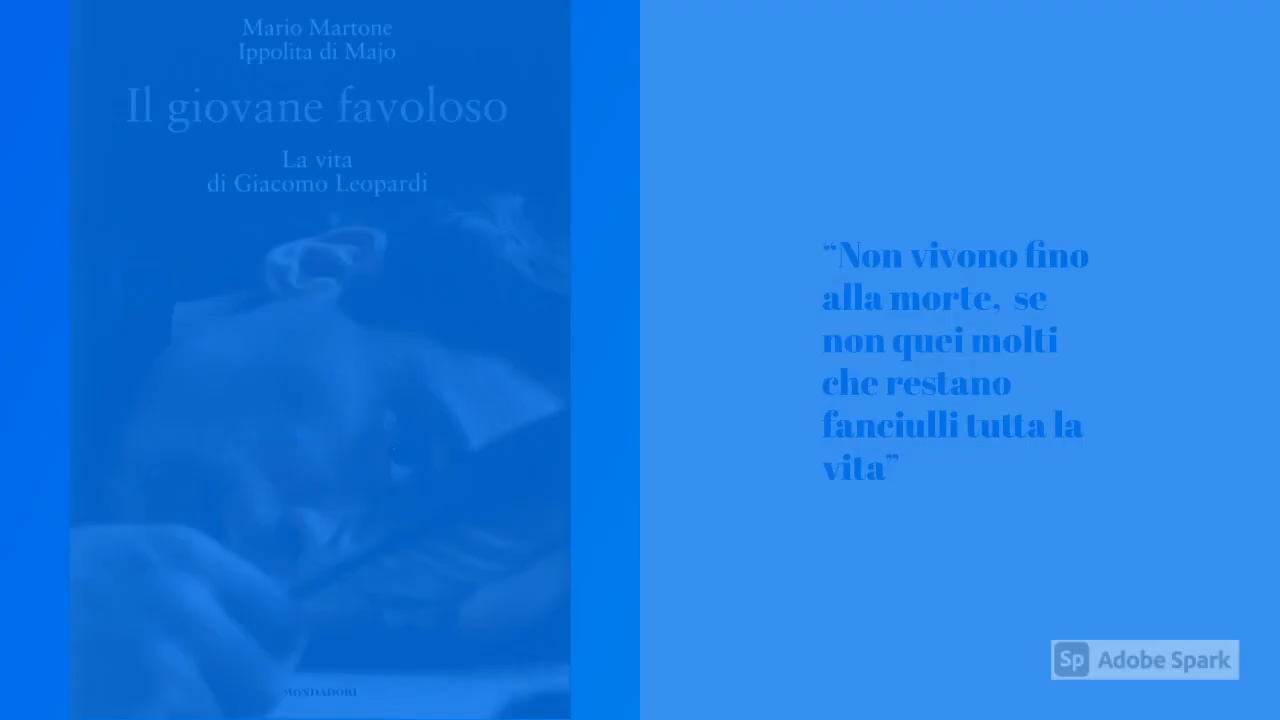 Mario Martone
Ippolita di Majo
Il giovane favoloso
La vita
di Giacomo Leopardi
MONDADORI
“Non vivono fino
alla morte,  se
non quei molti
che restano
fanciulli tutta la
vita”
Sp Adobe Spark